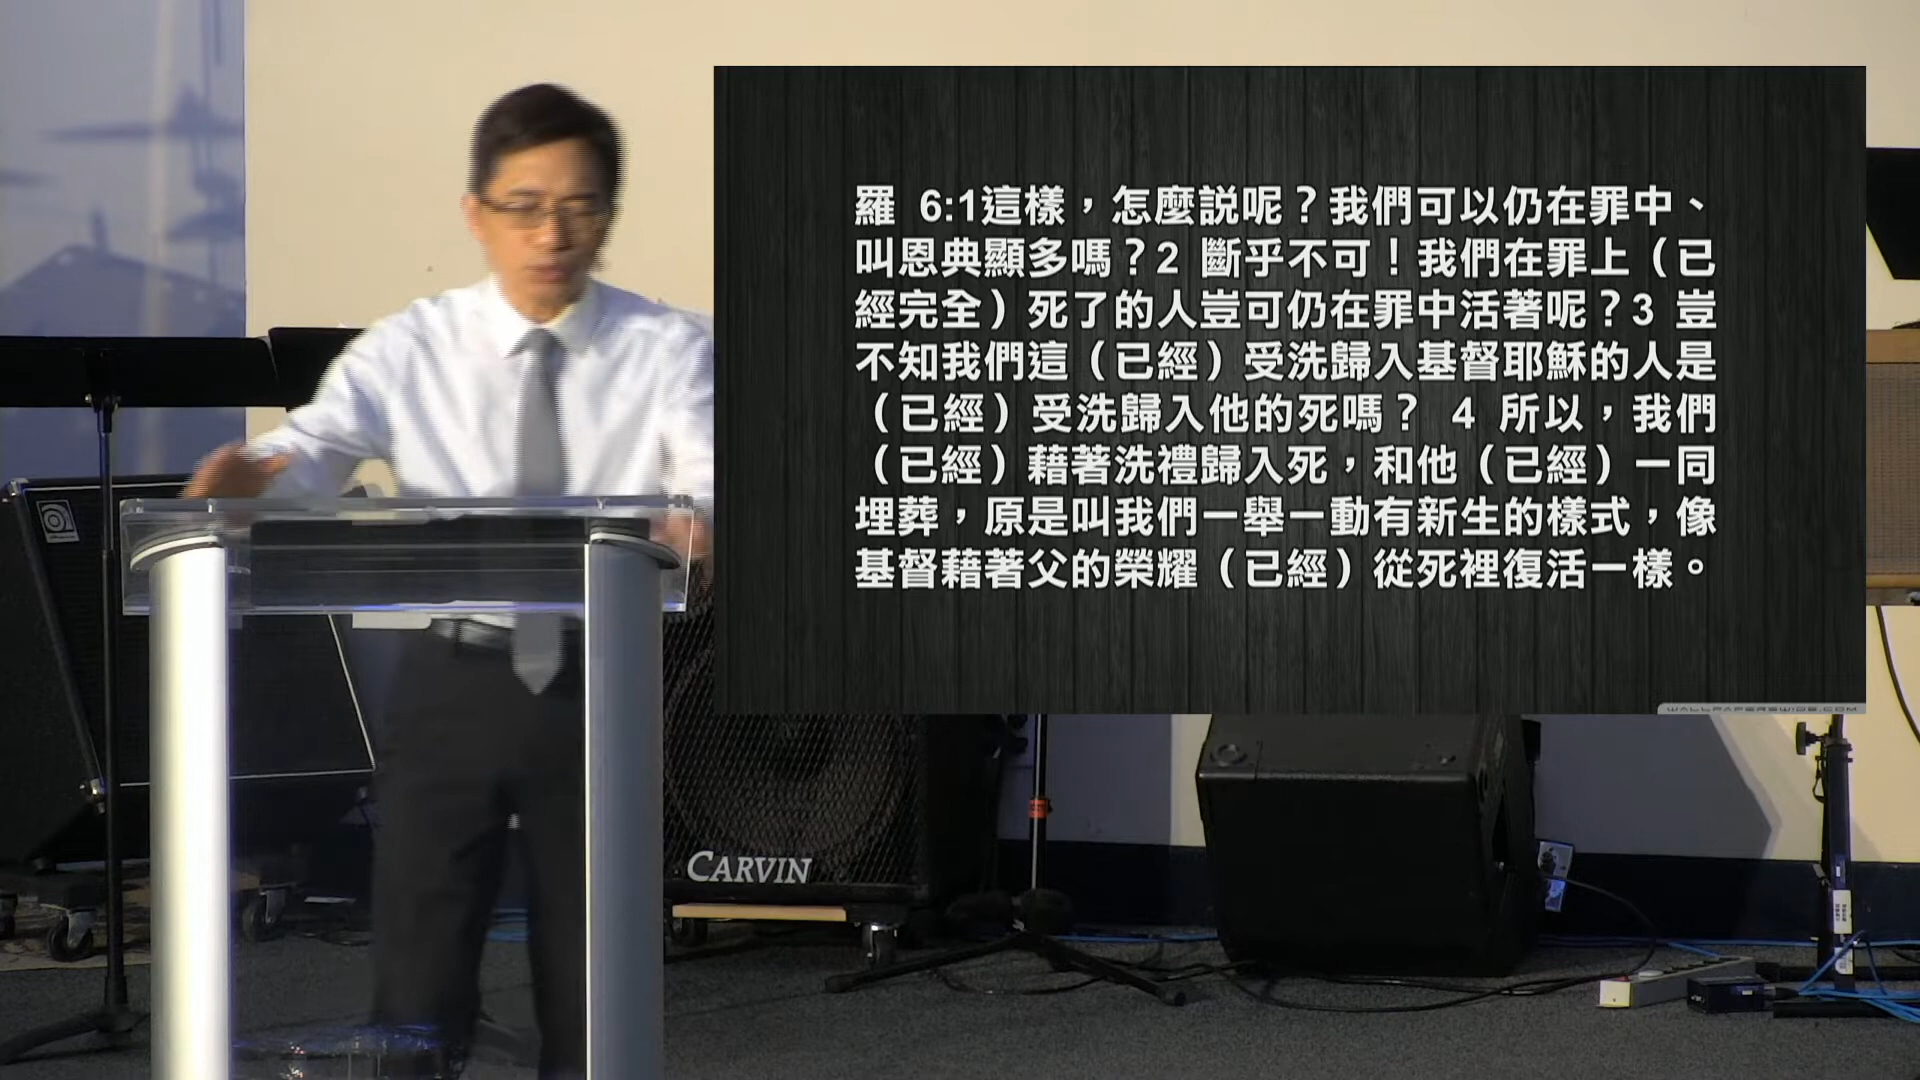 羅 6:1這樣，怎麼説呢？我們可以仍在罪中、
叫恩典顯多嗎？2 斷乎不可！我們在罪上（已
經完全）死了的人豈可仍在罪中活著呢？3 豈
不知我們這（已經）受洗歸入基督耶穌的人是
（已經）受洗歸入他的死嗎？ 4 所以，我們
（已經）藉著洗禮歸入死，和他（已經）一同
埋葬，原是叫我們一舉一動有新生的樣式，像
基督藉著父的榮耀（已經）從死裡復活一樣。
CARVIN